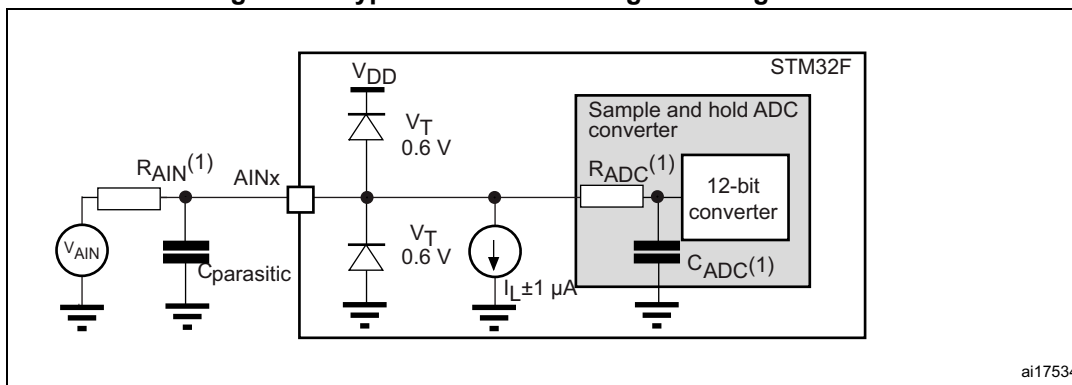 STM32F
VDD
Sample and hold ADC
converter
VT
0.6 V
RAIN(1)
AINx
RADC(1)
12-bit
converter
VAIN
Cparasitic
VT
0.6 V
IL±1 µA
CADC(1)
ai17534